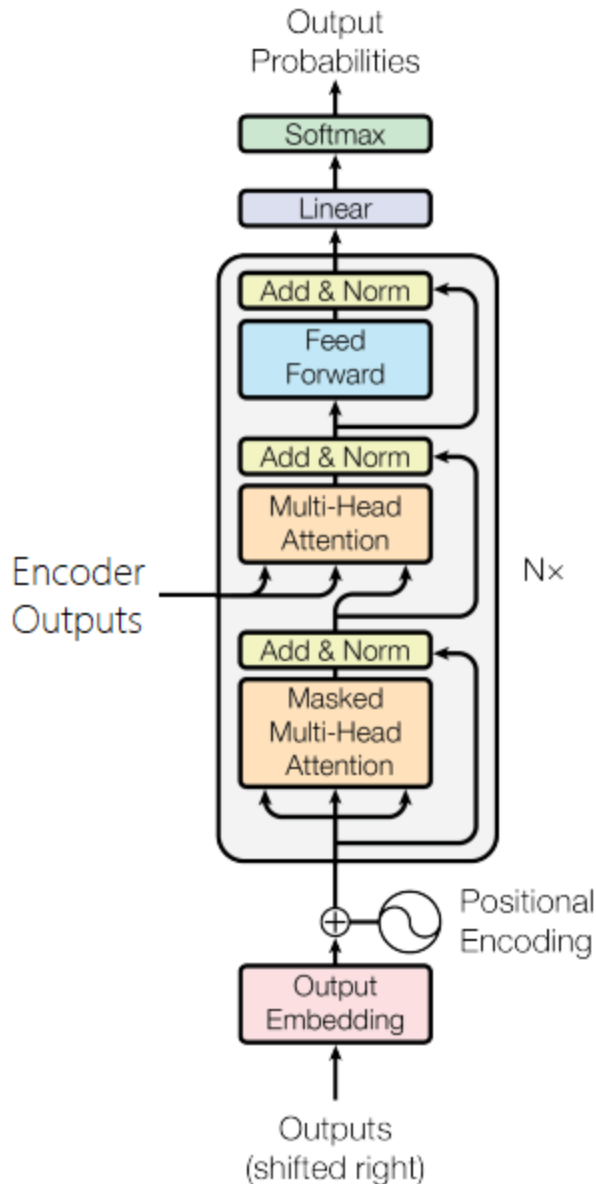 Output
Probabilities
Softmax
Linear
Add & Norm
Feed
Forward
Add & Norm
Multi-Head
Attention
Encoder
Outputs
N×
Add & Norm
Masked
Multi-Head
Attention
Positional
Encoding
Output
Embedding
Outputs
(shifted right)